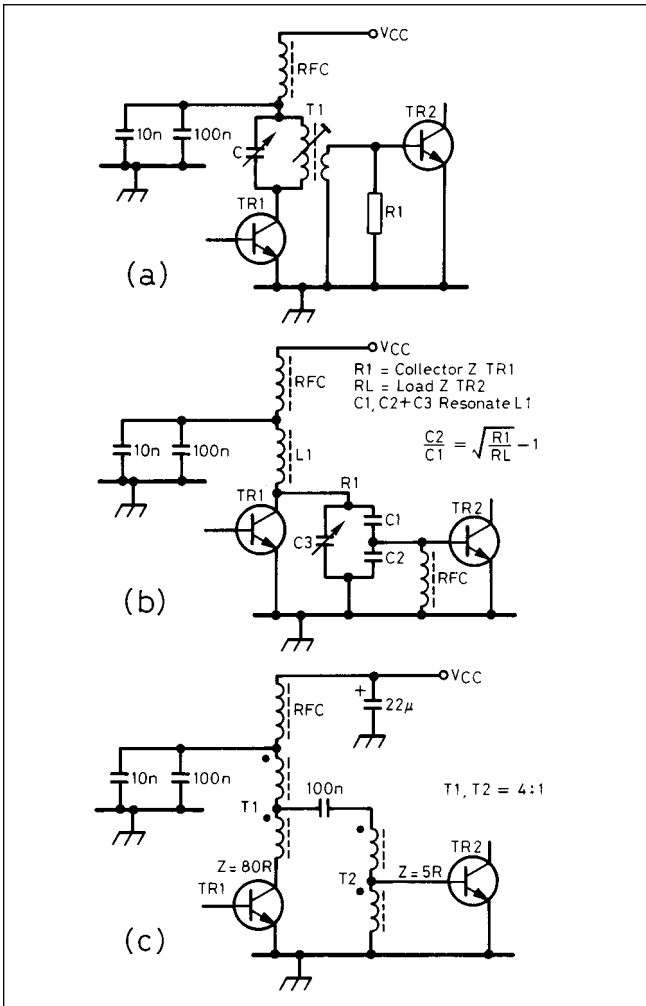 VCC
RFC
10n
100n
C
T1
TR2
TR1
R1
(a)
VCC
R1 = Collector Z TR1
RL = Load Z TR2
C1, C2+C3 Resonate L1
C2/C1 = √(R1/RL) − 1
RFC
10n
100n
L1
R1
TR1
C3
C1
C2
TR2
RFC
(b)
VCC
RFC
+
22µ
10n
100n
T1
100n
T1, T2 = 4:1
Z=80R
TR1
T2
Z=5R
TR2
(c)